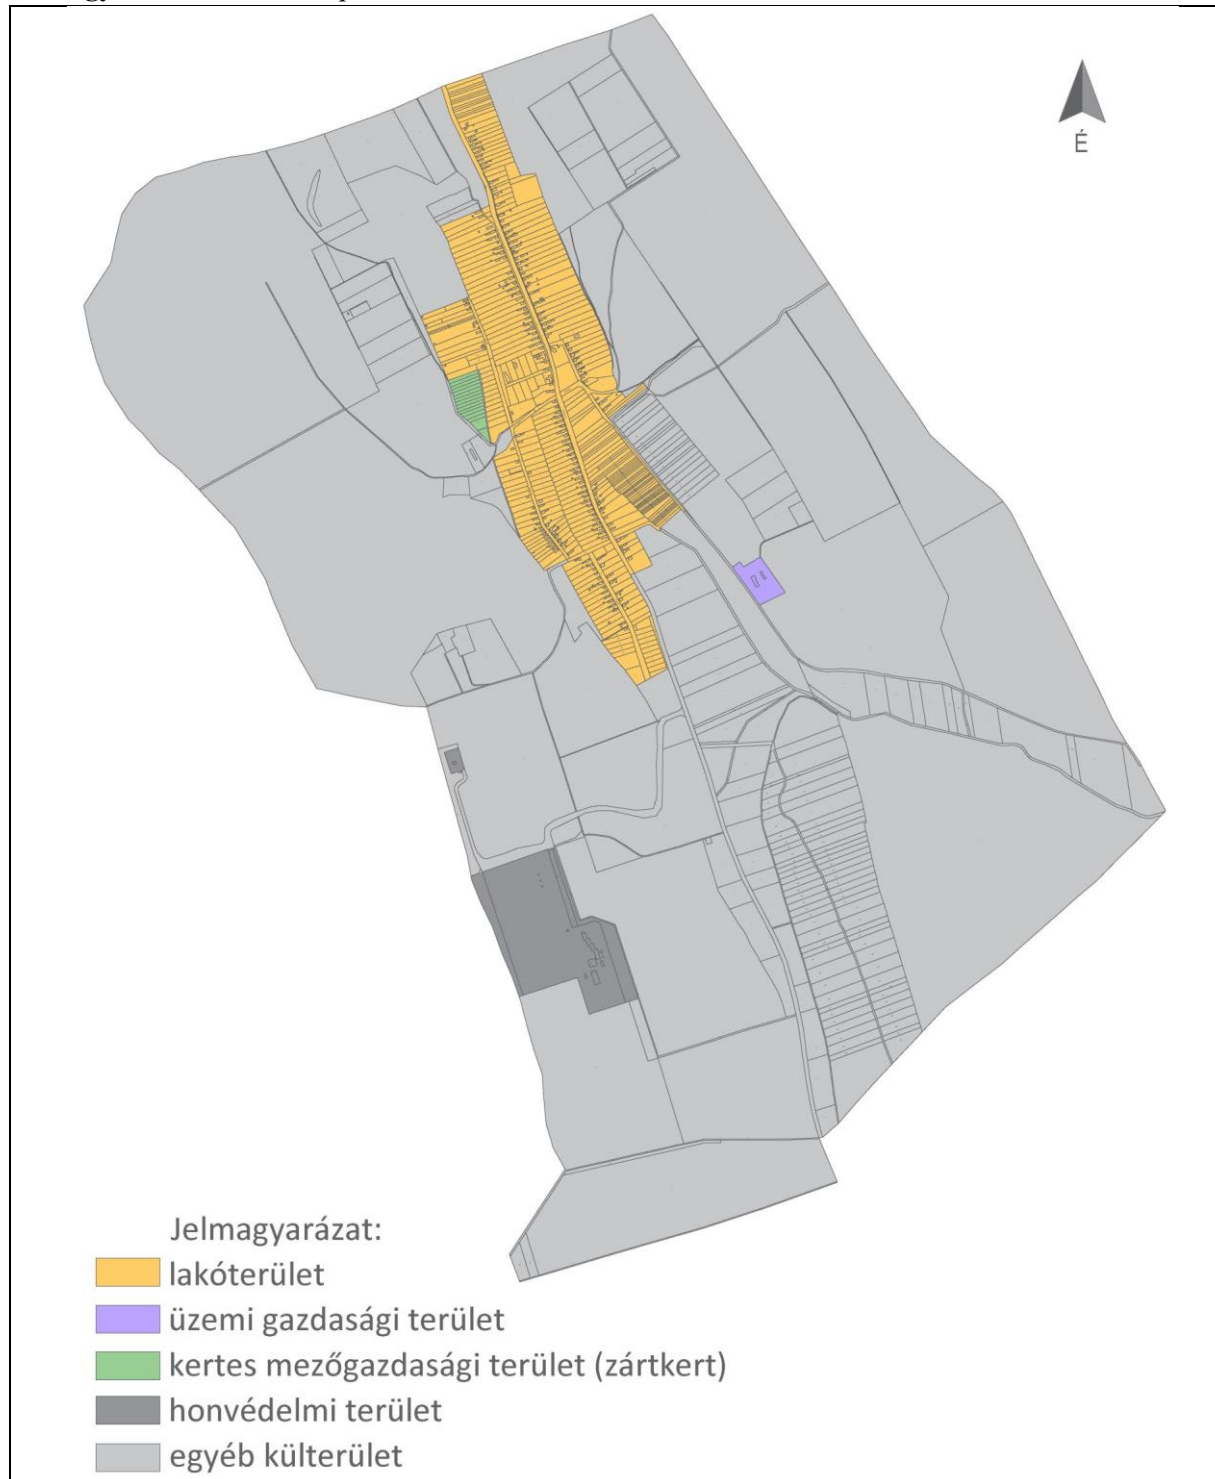 É
Jelmagyarázat:
lakóterület
üzemi gazdasági terület
kertes mezőgazdasági terület (zártkert)
honvédelmi terület
egyéb külterület